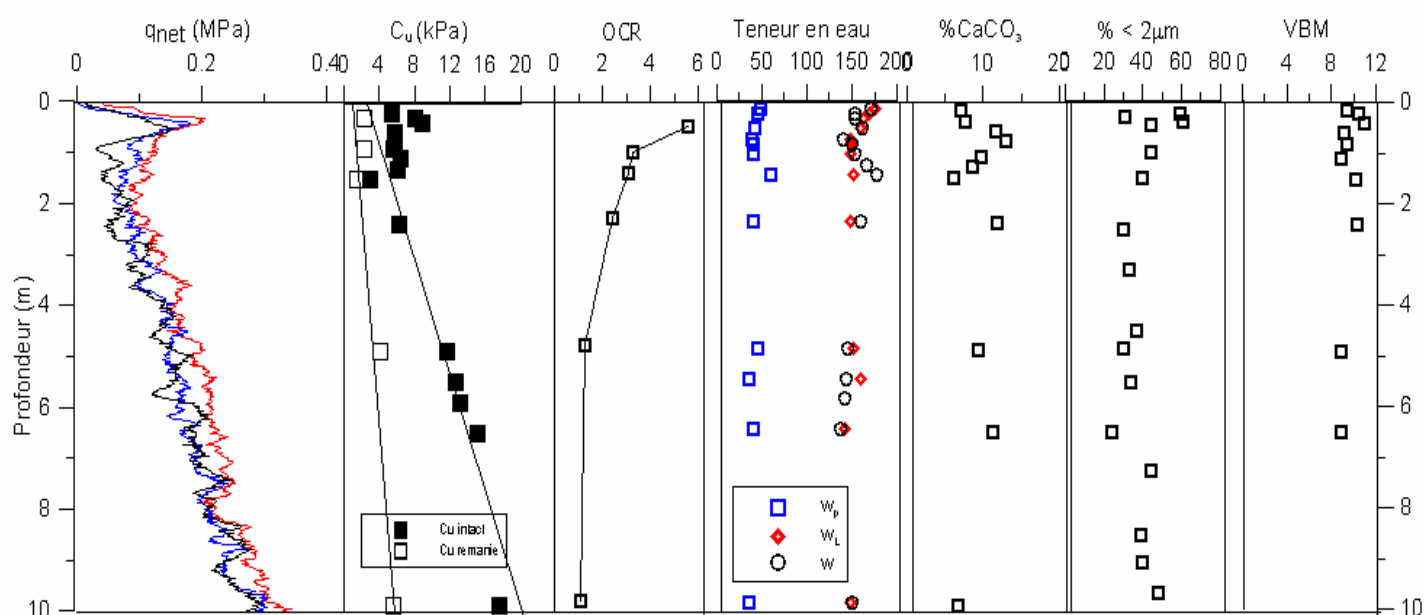 qnet (MPa) Cu (kPa) OCR Teneur en eau %CaCO3 % < 2µm VBM
0 0.2 0.4 0 4 8 12 16 20 0 2 4 6 0 50 100 150 200 0 10 20 0 20 40 60 80 0 4 8 12
Profondeur (m)
0 0
2 2
4 4
6 6
8 8
10 10
Cu intact
Cu remanie
Wp
WL
W